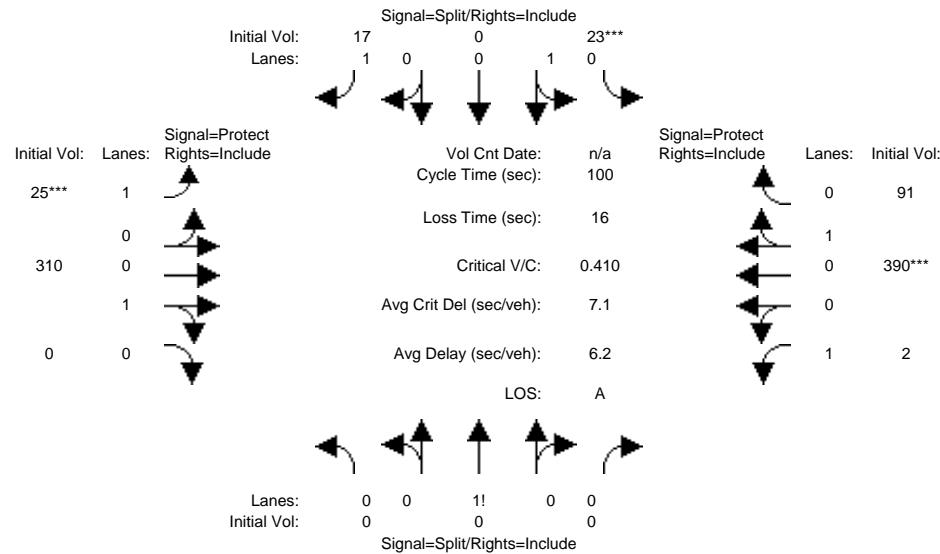 Signal=Split/Rights=Include
Initial Vol: 17 0 23***
Lanes: 1 0 0 1 0
Signal=Protect
Initial Vol: Lanes: Rights=Include
Vol Cnt Date: n/a
Signal=Protect
Rights=Include Lanes: Initial Vol:
Cycle Time (sec): 100
25*** 1
0 91
Loss Time (sec): 16
0
1
310 0
Critical V/C: 0.410
0 390***
1
Avg Crit Del (sec/veh): 7.1
0
0 0
Avg Delay (sec/veh): 6.2
1 2
LOS: A
Lanes: 0 0 1! 0 0
Initial Vol: 0 0 0
Signal=Split/Rights=Include